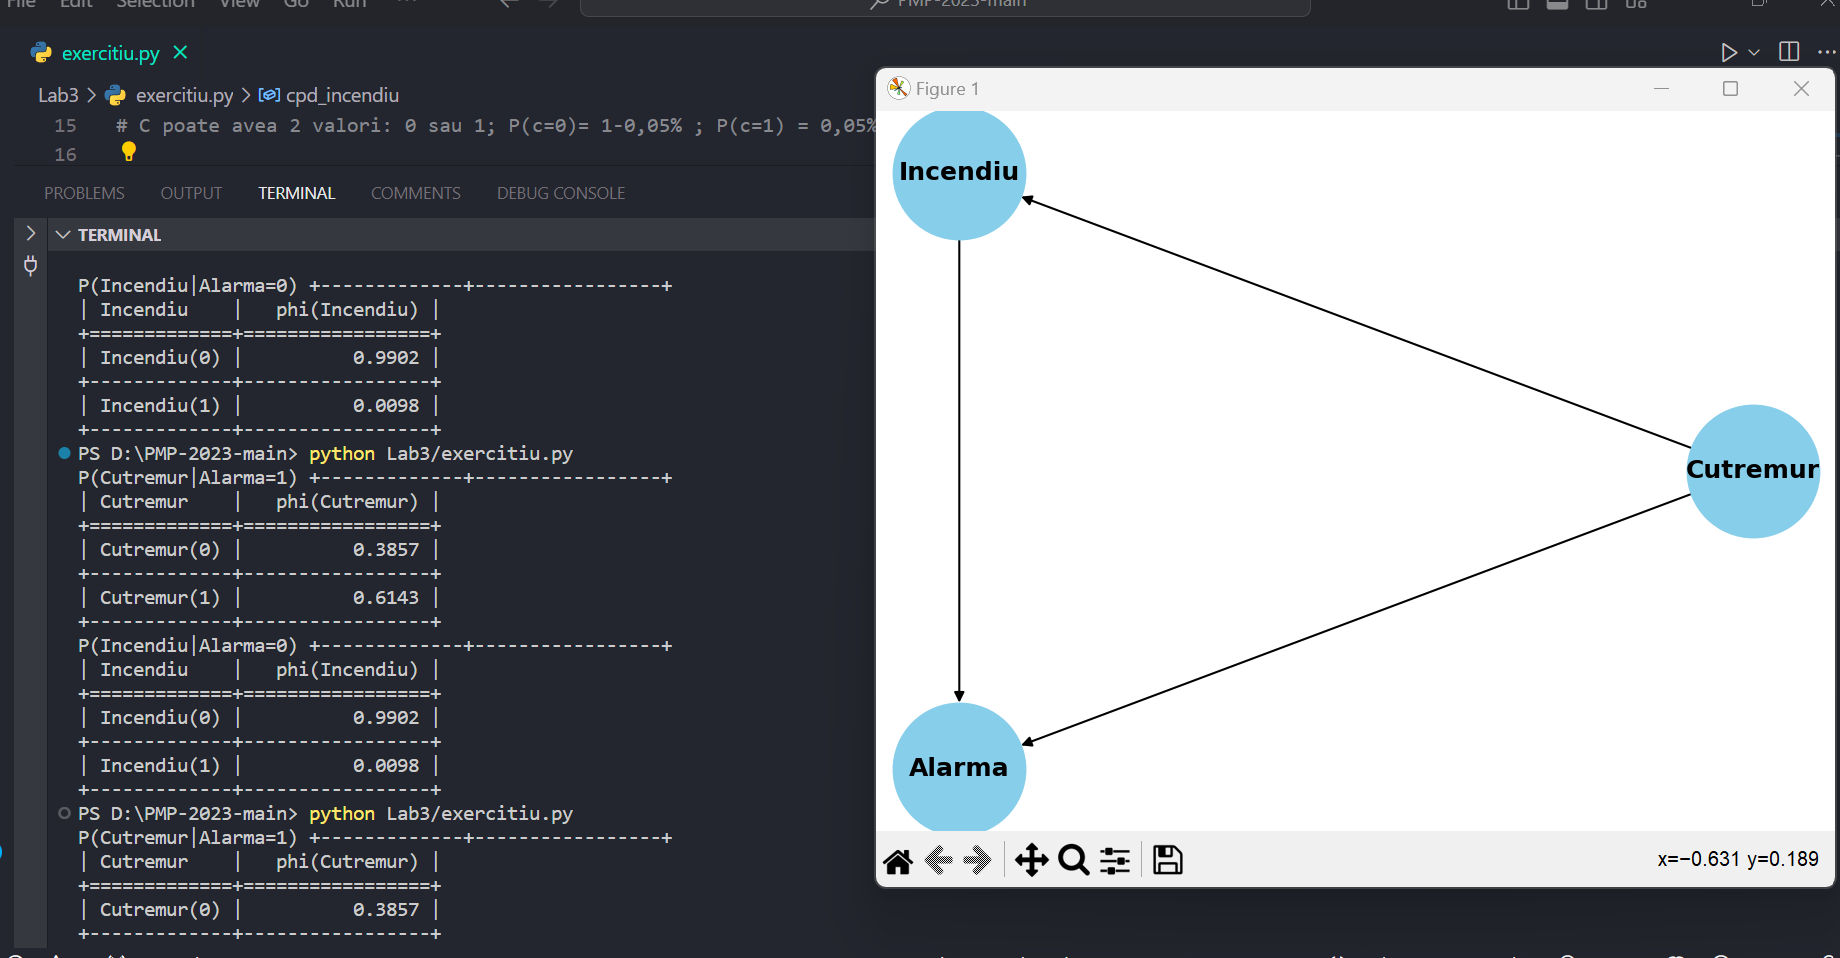 File Edit Selection View Go Run ... PMP-2023-main
exercitiu.py
Lab3 > exercitiu.py > cpd_incendiu
15 # C poate avea 2 valori: 0 sau 1; P(c=0)= 1-0,05% ; P(c=1) = 0,05%
16
PROBLEMS OUTPUT TERMINAL COMMENTS DEBUG CONSOLE
TERMINAL
P(Incendiu|Alarma=0) +-------------+-----------------+
| Incendiu    |   phi(Incendiu) |
+=============+=================+
| Incendiu(0) |          0.9902 |
+-------------+-----------------+
| Incendiu(1) |          0.0098 |
+-------------+-----------------+
PS D:\PMP-2023-main> python Lab3/exercitiu.py
P(Cutremur|Alarma=1) +-------------+-----------------+
| Cutremur    |   phi(Cutremur) |
+=============+=================+
| Cutremur(0) |          0.3857 |
+-------------+-----------------+
| Cutremur(1) |          0.6143 |
+-------------+-----------------+
P(Incendiu|Alarma=0) +-------------+-----------------+
| Incendiu    |   phi(Incendiu) |
+=============+=================+
| Incendiu(0) |          0.9902 |
+-------------+-----------------+
| Incendiu(1) |          0.0098 |
+-------------+-----------------+
PS D:\PMP-2023-main> python Lab3/exercitiu.py
P(Cutremur|Alarma=1) +-------------+-----------------+
| Cutremur    |   phi(Cutremur) |
+=============+=================+
| Cutremur(0) |          0.3857 |
+-------------+-----------------+
Figure 1
Incendiu
Cutremur
Alarma
x=−0.631 y=0.189